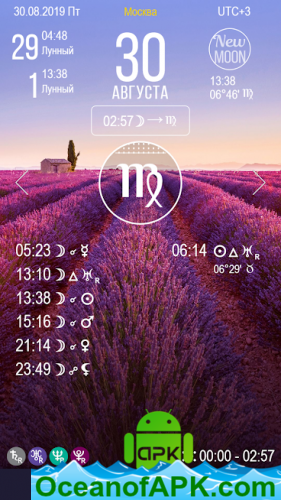 30.08.2019 Пт Москва UTC+3
29 04:48 Лунный
1 13:38 Лунный
30
АВГУСТА
New
MOON
13:38
06°46' ♍
02:57 ☽→♍
♍
05:23 ☽ ☌ ☿
13:10 ☽ △ ♅ R
13:38 ☽ ☌ ☉
15:16 ☽ ☌ ♂
21:14 ☽ ☌ ♀
23:49 ☽ ☍ ⚸
06:14 ☉ △ ♅ R
06°29' ♉
♄R ♅R ♆R ♇R
:00:00 - 02:57
APK
OceanofAPK.com